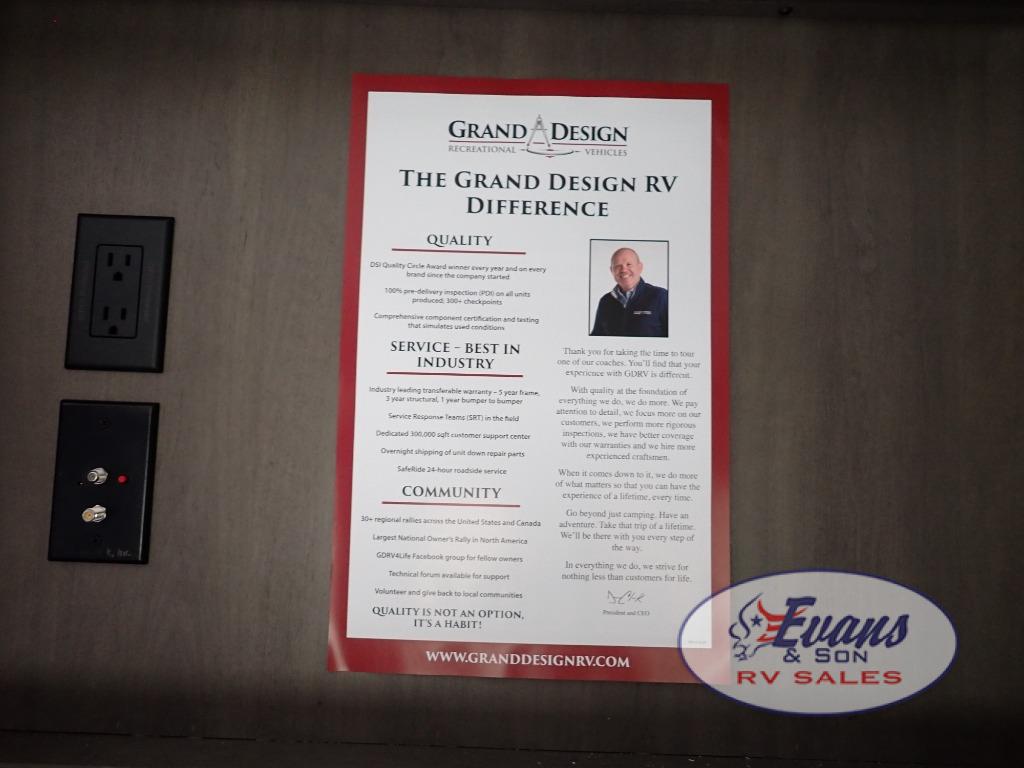 GRAND DESIGN
RECREATIONAL VEHICLES
THE GRAND DESIGN RV
DIFFERENCE
QUALITY
DSI Quality Circle Award winner every year and on every
brand since the company started
100% pre-delivery inspection (PDI) on all units
produced; 300+ checkpoints
Comprehensive component certification and testing
that simulates used conditions
SERVICE - BEST IN
INDUSTRY
Industry leading transferable warranty - 5 year frame,
3 year structural, 1 year bumper to bumper
Service Response Teams (SRT) in the field
Dedicated 300,000 sqft customer support center
Overnight shipping of unit down repair parts
SafeRide 24-hour roadside service
COMMUNITY
30+ regional rallies across the United States and Canada
Largest National Owner's Rally in North America
GDRV4Life Facebook group for fellow owners
Technical forum available for support
Volunteer and give back to local communities
QUALITY IS NOT AN OPTION,
IT'S A HABIT!
Thank you for taking the time to tour
one of our coaches. You'll find that your
experience with GDRV is different.
With quality at the foundation of
everything we do, we do more. We pay
attention to detail, we focus more on our
customers, we perform more rigorous
inspections, we have better coverage
with our warranties and we hire more
experienced craftsmen.
When it comes down to it, we do more
of what matters so that you can have the
experience of a lifetime, every time.
Go beyond just camping. Have an
adventure. Take that trip of a lifetime.
We'll be there with you every step of
the way.
In everything we do, we strive for
nothing less than customers for life.
President and CEO
WWW.GRANDDESIGNRV.COM
Evans
& SON
RV SALES